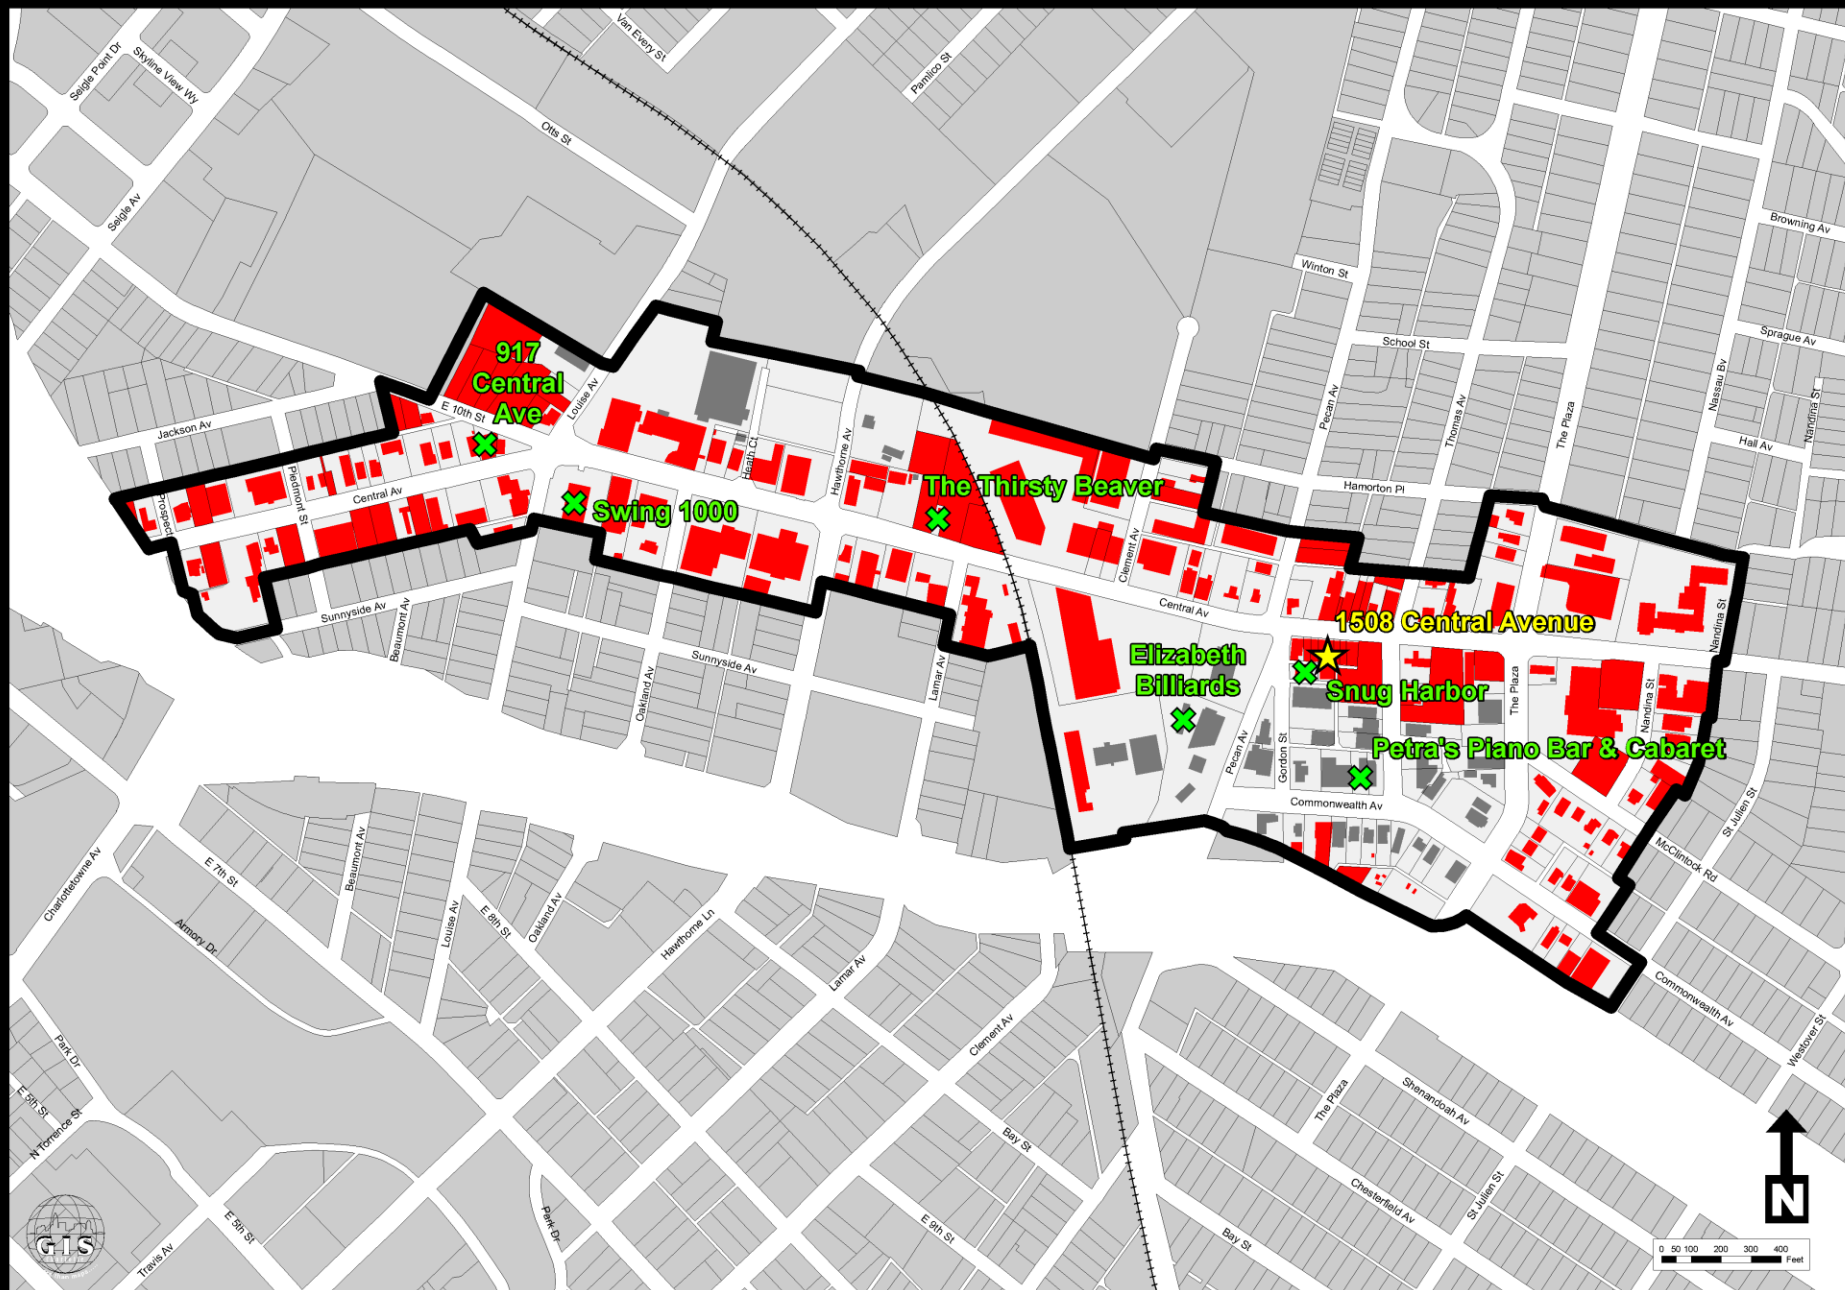 Van Every St
Pamlico St
Seigle Point Dr
Skyline View Wy
Otts St
Seigle Av
Browning Av
Winton St
Sprague Av
School St
917
Central
Ave
Louise Av
E 10th St
Jackson Av
Pecan Av
Thomas Av
The Plaza
Nassau Bv
Nandina St
Hall Av
Heath Ct
Hawthorne Av
Piedmont St
Prospect
Central Av
Swing 1000
The Thirsty Beaver
Hamorton Pl
Clement Av
Central Av
1508 Central Avenue
Nandina St
Sunnyside Av
Beaumont Av
Sunnyside Av
Oakland Av
Lamar Av
Elizabeth
Billiards
Snug Harbor
The Plaza
Nandina St
Pecan Av
Gordon St
Petra's Piano Bar & Cabaret
Commonwealth Av
St Julien St
McClintock Rd
Charlottetowne Av
E 7th St
Beaumont Av
Louise Av
E 8th St
Oakland Av
Armory Dr
Hawthorne Ln
Lamar Av
Clement Av
Commonwealth Av
Westover St
Park Dr
E 5th St
N Torrence St
The Plaza
Shenandoah Av
Bay St
Chesterfield Av
St Julien St
E 5th St
Travis Av
Park Dr
E 9th St
Bay St
N
GIS
0 50 100 200 300 400
Feet